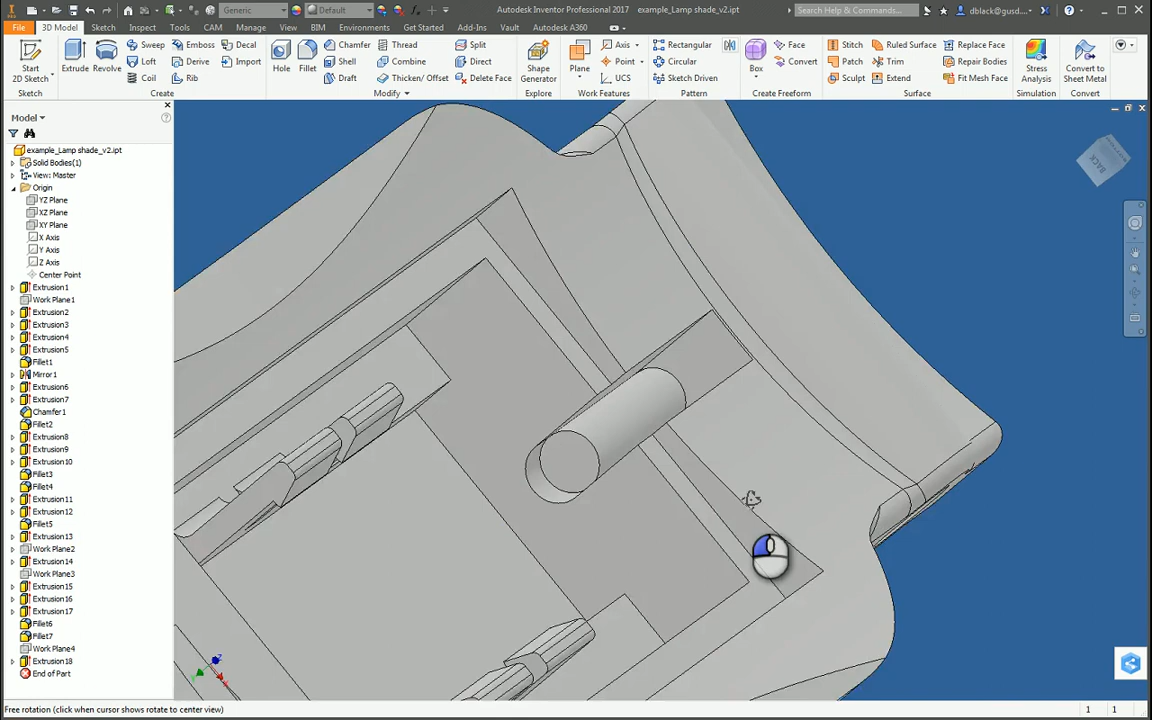 Generic
Default
Autodesk Inventor Professional 2017 example_Lamp shade_v2.ipt
Search Help & Commands...
dblack@gusd...
File 3D Model Sketch Inspect Tools Manage View BIM Environments Get Started Add-Ins Vault Autodesk A360 CAM
Start 2D Sketch
Extrude Revolve
Sweep Emboss Decal
Loft Derive Import
Coil Rib
Hole Fillet
Chamfer Thread Split
Shell Combine Direct
Draft Thicken/ Offset Delete Face
Shape Generator
Plane
Axis
Point
UCS
Rectangular
Circular
Sketch Driven
Box
Face
Convert
Stitch Ruled Surface Replace Face
Patch Trim Repair Bodies
Sculpt Extend Fit Mesh Face
Stress Analysis
Convert to Sheet Metal
Sketch Create Modify Explore Work Features Pattern Create Freeform Surface Simulation Convert
Model
example_Lamp shade_v2.ipt
Solid Bodies(1)
View: Master
Origin
YZ Plane
XZ Plane
XY Plane
X Axis
Y Axis
Z Axis
Center Point
Extrusion1
Work Plane1
Extrusion2
Extrusion3
Extrusion4
Extrusion5
Fillet1
Mirror1
Extrusion6
Extrusion7
Chamfer1
Fillet2
Extrusion8
Extrusion9
Extrusion10
Fillet3
Fillet4
Extrusion11
Extrusion12
Fillet5
Extrusion13
Work Plane2
Extrusion14
Work Plane3
Extrusion15
Extrusion16
Extrusion17
Fillet6
Fillet7
Work Plane4
Extrusion18
End of Part
BACK
Free rotation (click when cursor shows rotate to center view)
1 1